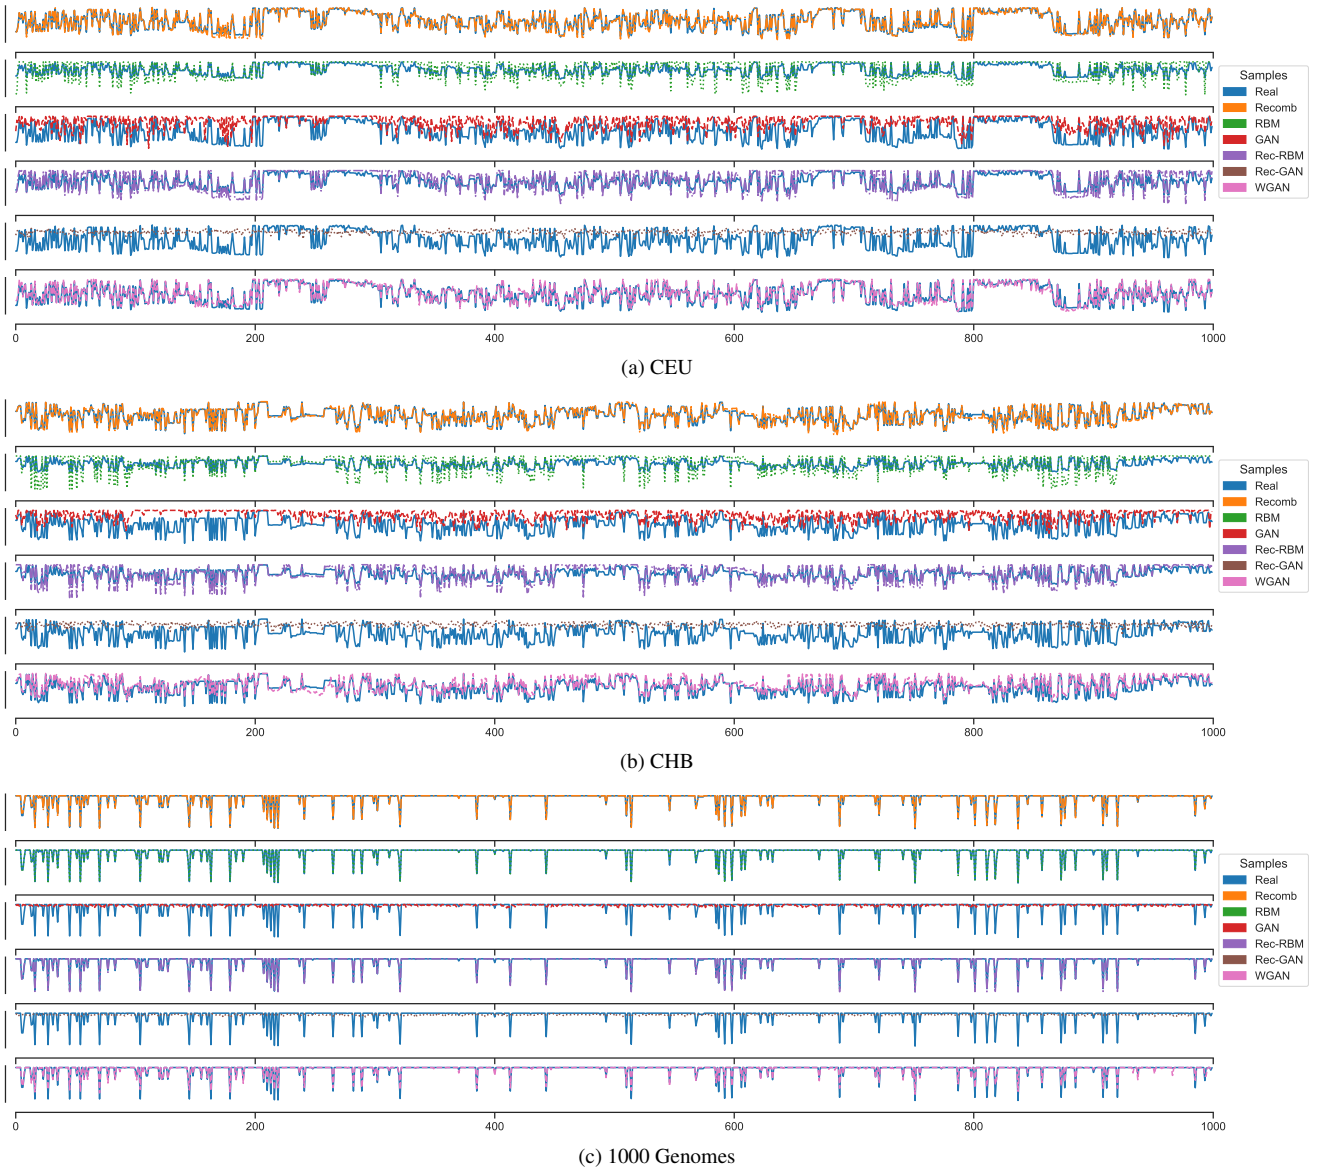 Samples
Real
Recomb
RBM
GAN
Rec-RBM
Rec-GAN
WGAN
0 200 400 600 800 1000
(a) CEU
Samples
Real
Recomb
RBM
GAN
Rec-RBM
Rec-GAN
WGAN
0 200 400 600 800 1000
(b) CHB
Samples
Real
Recomb
RBM
GAN
Rec-RBM
Rec-GAN
WGAN
0 200 400 600 800 1000
(c) 1000 Genomes